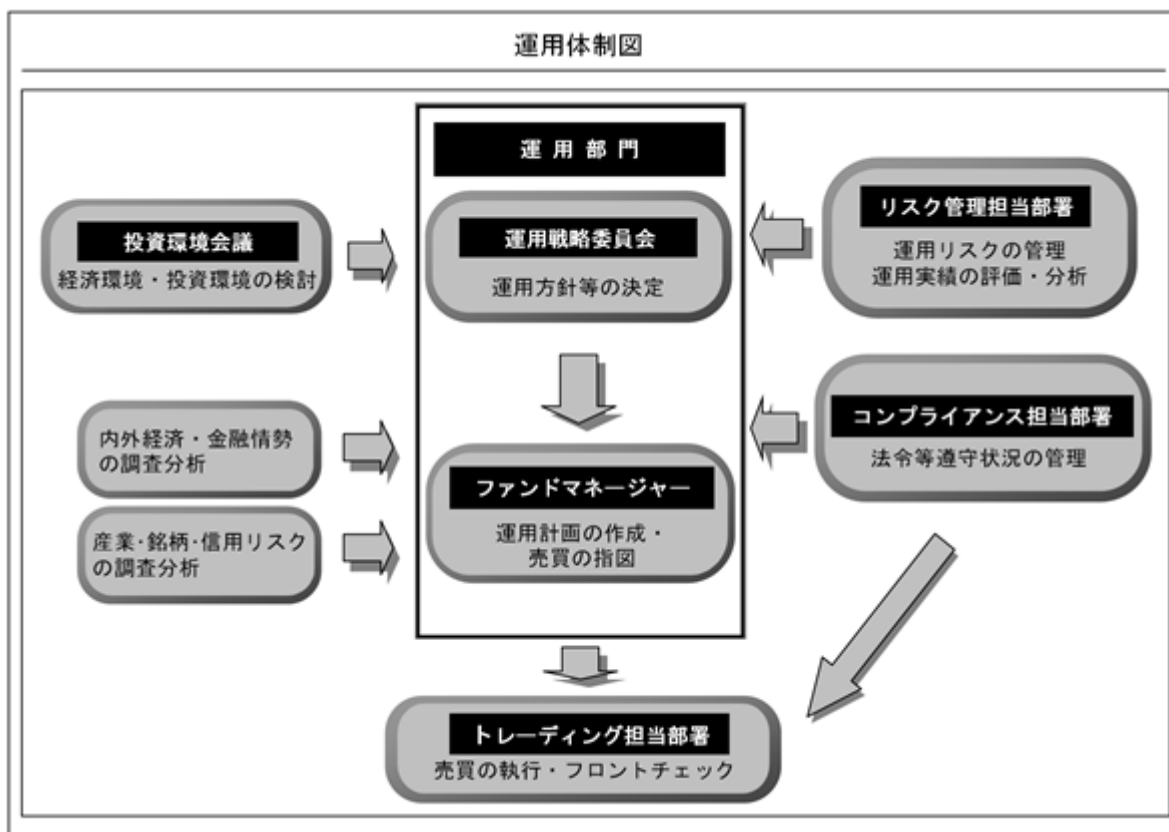 運用体制図
運用部門
投資環境会議
経済環境・投資環境の検討
運用戦略委員会
運用方針等の決定
リスク管理担当部署
運用リスクの管理
運用実績の評価・分析
内外経済・金融情勢
の調査分析
産業・銘柄・信用リスク
の調査分析
ファンドマネージャー
運用計画の作成・
売買の指図
コンプライアンス担当部署
法令等遵守状況の管理
トレーディング担当部署
売買の執行・フロントチェック